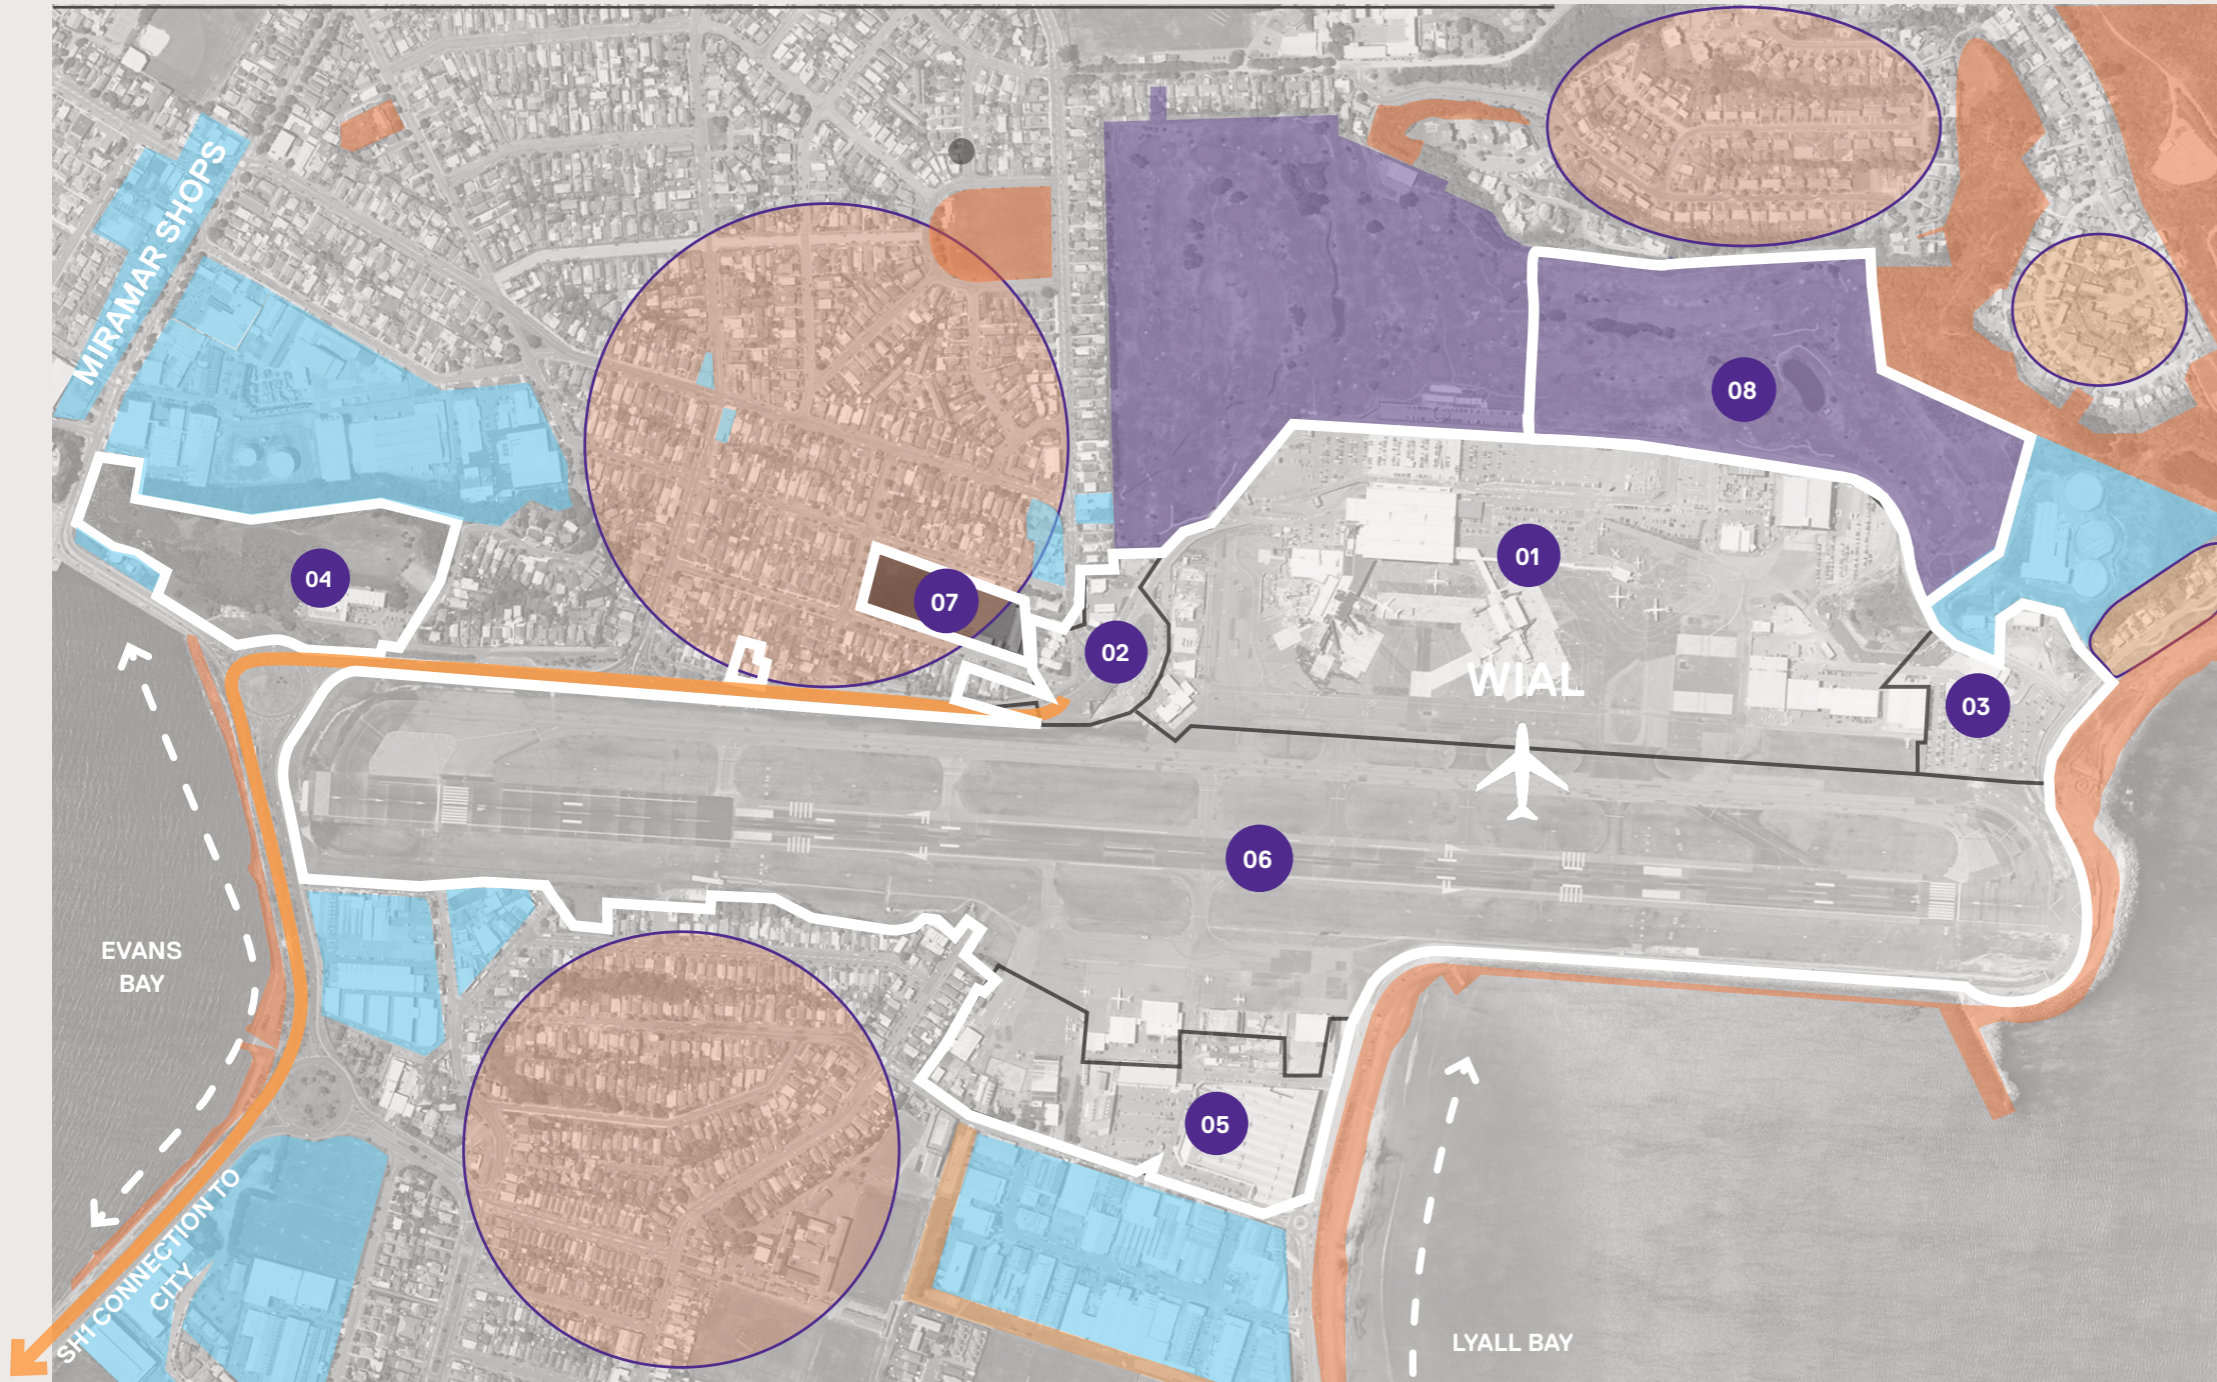 MIRAMAR SHOPS
08
01
04
07
02
WIAL
03
06
EVANS
BAY
05
SH1 CONNECTION TO
CITY
LYALL BAY